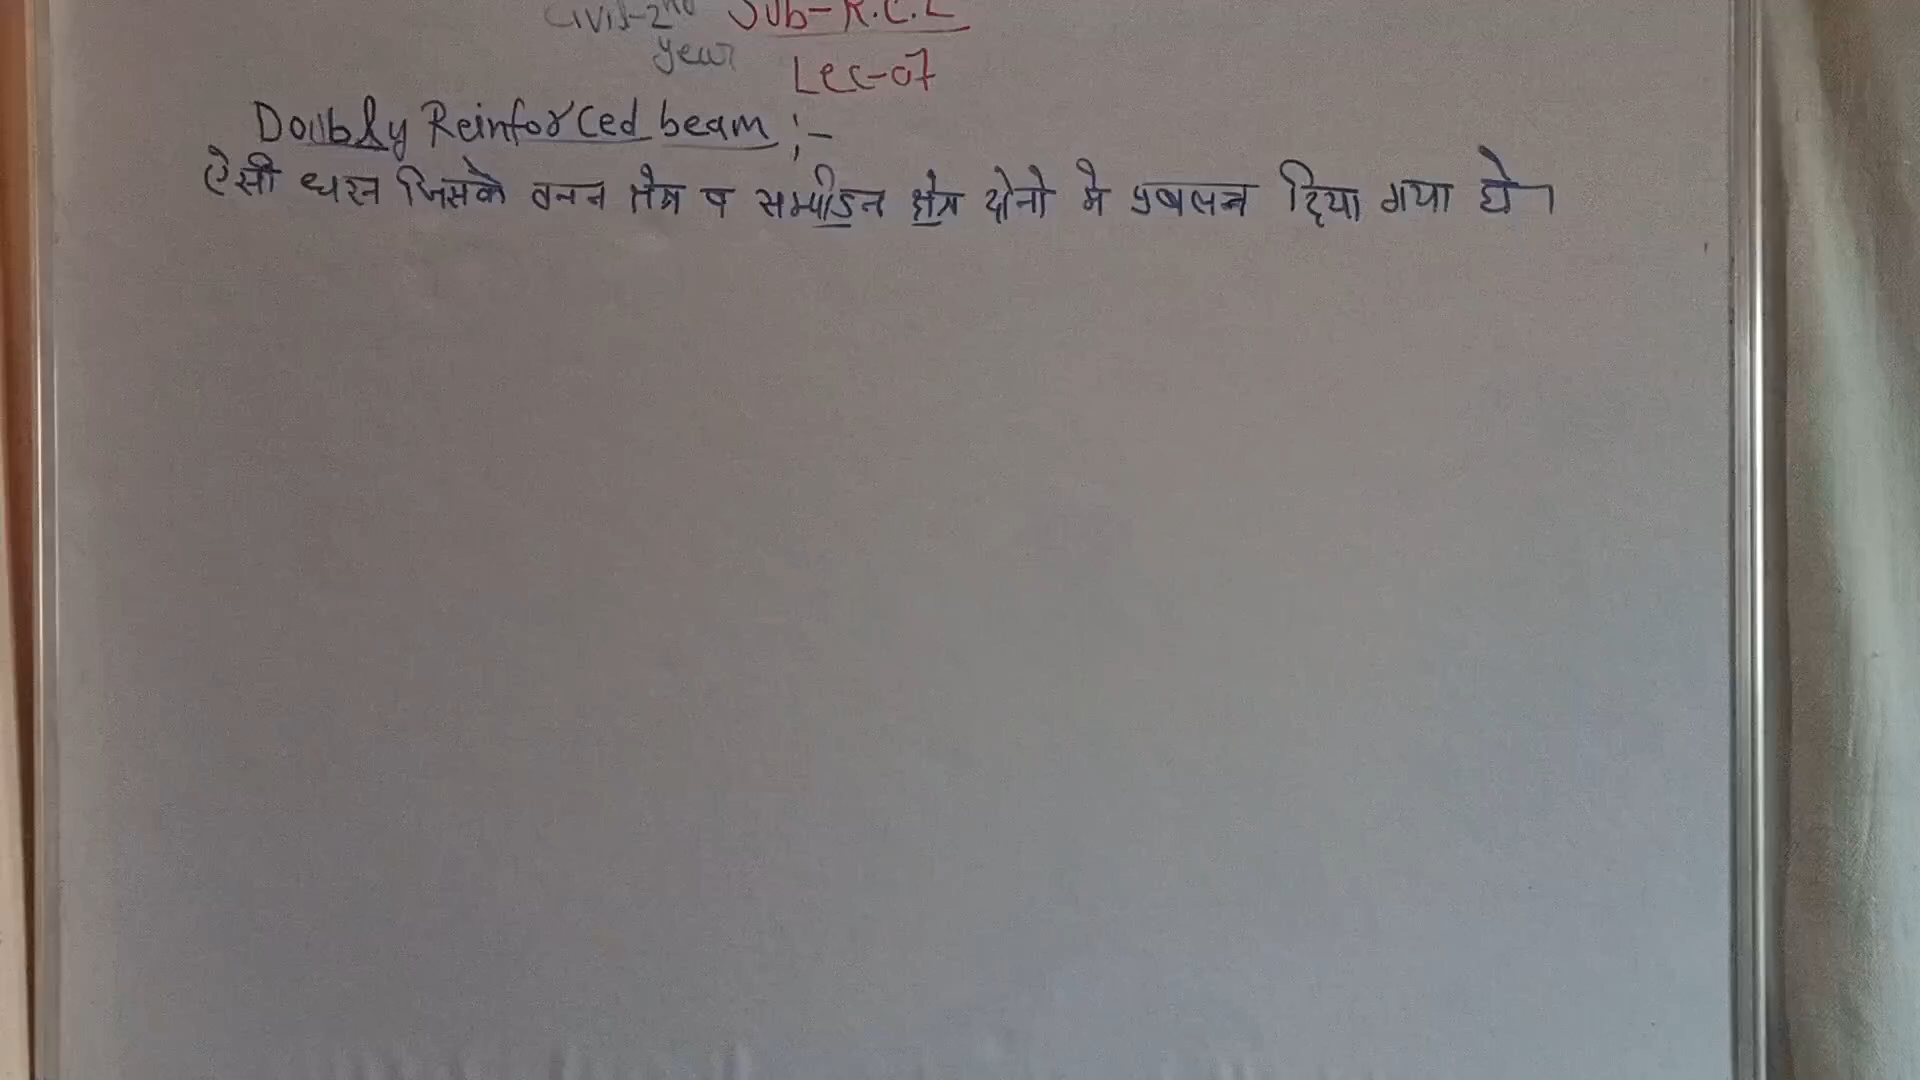 Civil-2nd Sub- R.C.C
year Lec-07
Doubly Reinforced beam :-
ऐसी धरन जिसके तनन क्षेत्र व सम्पीडन क्षेत्र दोनो मे प्रबलन दिया गया हो।